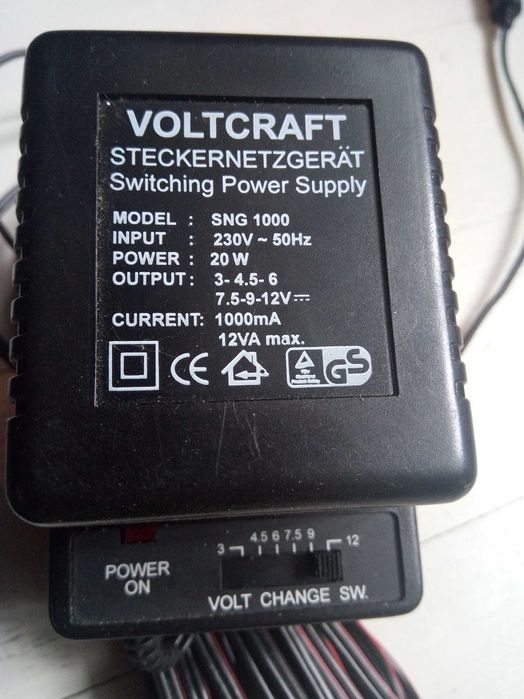 VOLTCRAFT
STECKERNETZGERÄT
Switching Power Supply
MODEL : SNG 1000
INPUT : 230V ~ 50Hz
POWER : 20 W
OUTPUT : 3- 4.5- 6
7.5-9-12V⎓
CURRENT: 1000mA
12VA max.
CE
GS
3 4.5 6 7.5 9 12
POWER
ON
VOLT CHANGE SW.